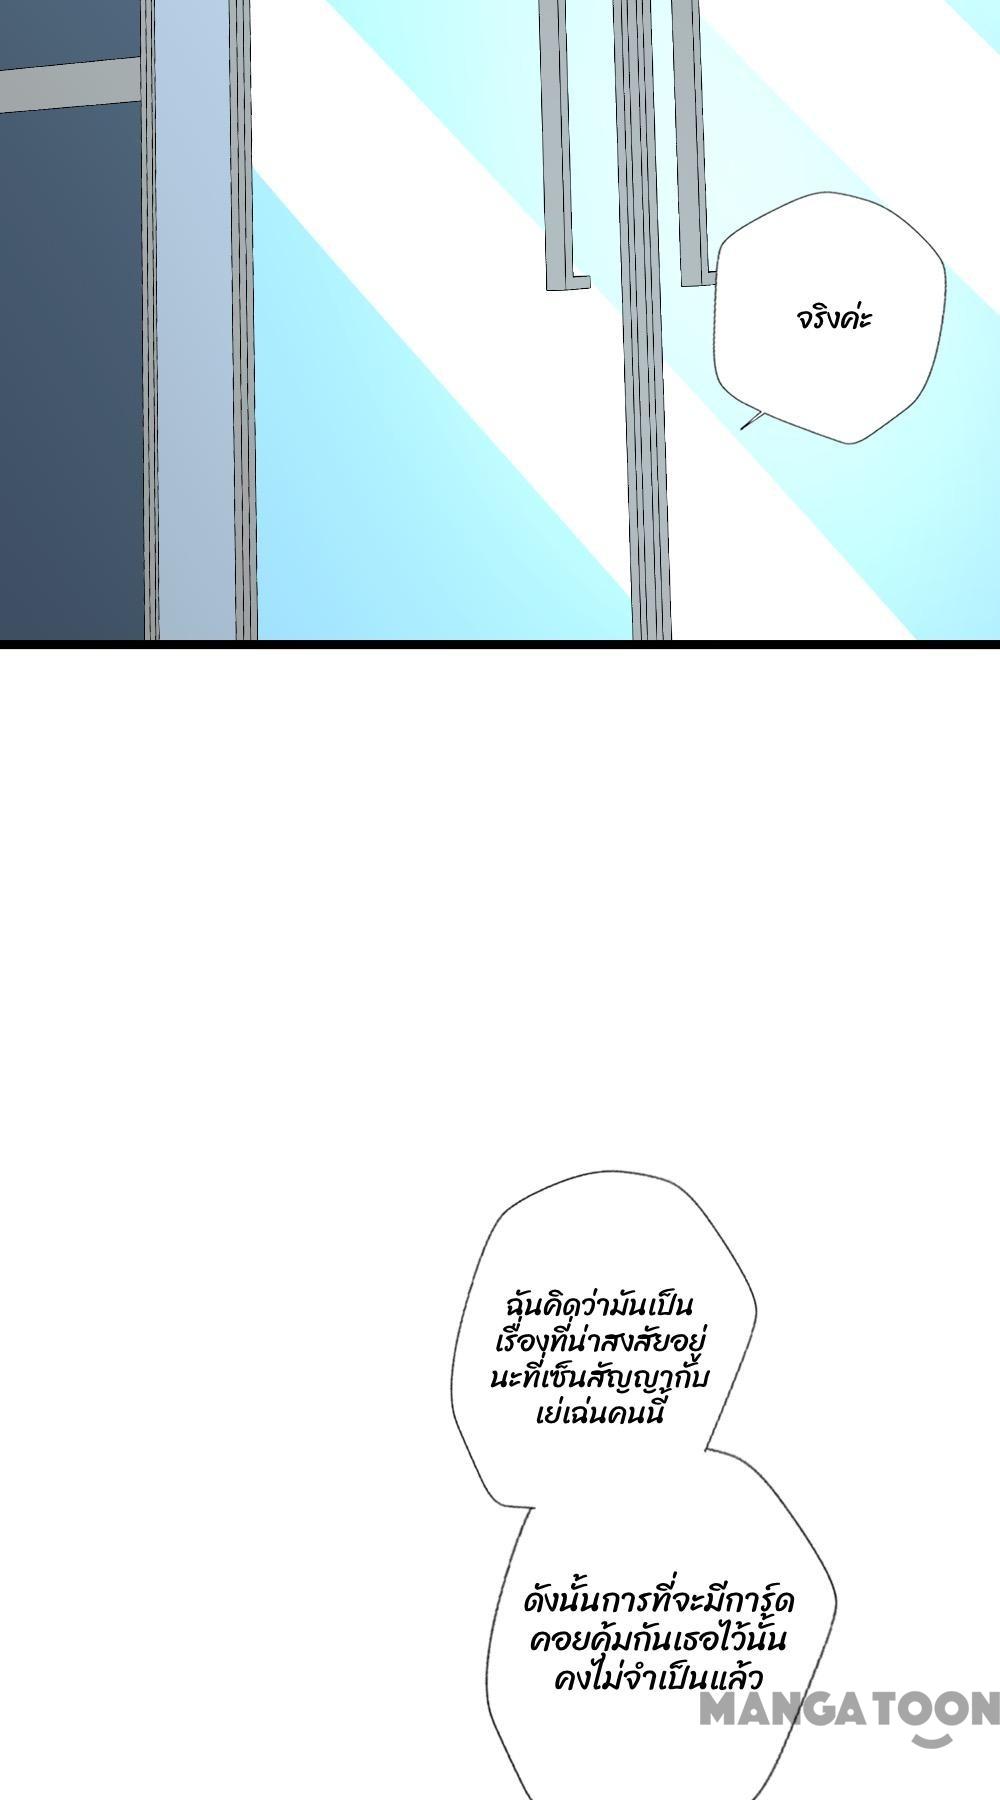 จริงค่ะ
ฉันคิดว่ามันเป็น
เรื่องที่น่าสงสัยอยู่
นะที่เซ็นสัญญากับ
เย่เฉ่นคนนี้
ดังนั้นการที่จะมีการ์ด
คอยคุ้มกันเธอไว้นั้น
คงไม่จำเป็นแล้ว
MANGATOON